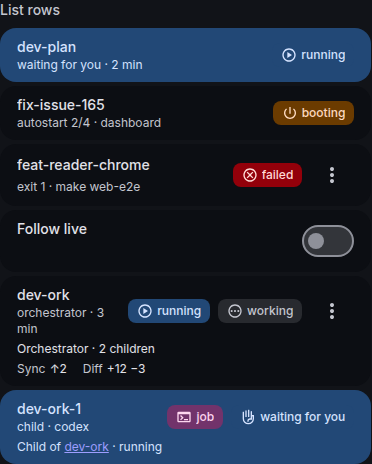 List rows
dev-plan
waiting for you · 2 min
running
fix-issue-165
autostart 2/4 · dashboard
booting
feat-reader-chrome
exit 1 · make web-e2e
failed
Follow live
dev-ork
orchestrator · 3
min
running
working
Orchestrator · 2 children
Sync ↑2 Diff +12 −3
dev-ork-1
child · codex
job
waiting for you
Child of dev-ork · running